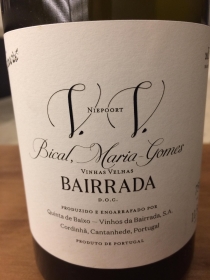 V. V.
NIEPOORT
Bical, Maria-Gomes
VINHAS VELHAS
BAIRRADA
D.O.C.
PRODUZIDO E ENGARRAFADO POR
Quinta de Baixo — Vinhos da Bairrada, S.A.
Cordinhã, Cantanhede, Portugal
PRODUTO DE PORTUGAL